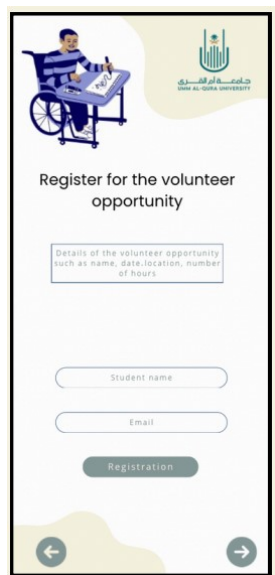 جامعة أم القرى
UMM AL-QURA UNIVERSITY
Register for the volunteer
opportunity
Details of the volunteer opportunity
such as name, date.location, number
of hours
Student name
Email
Registration